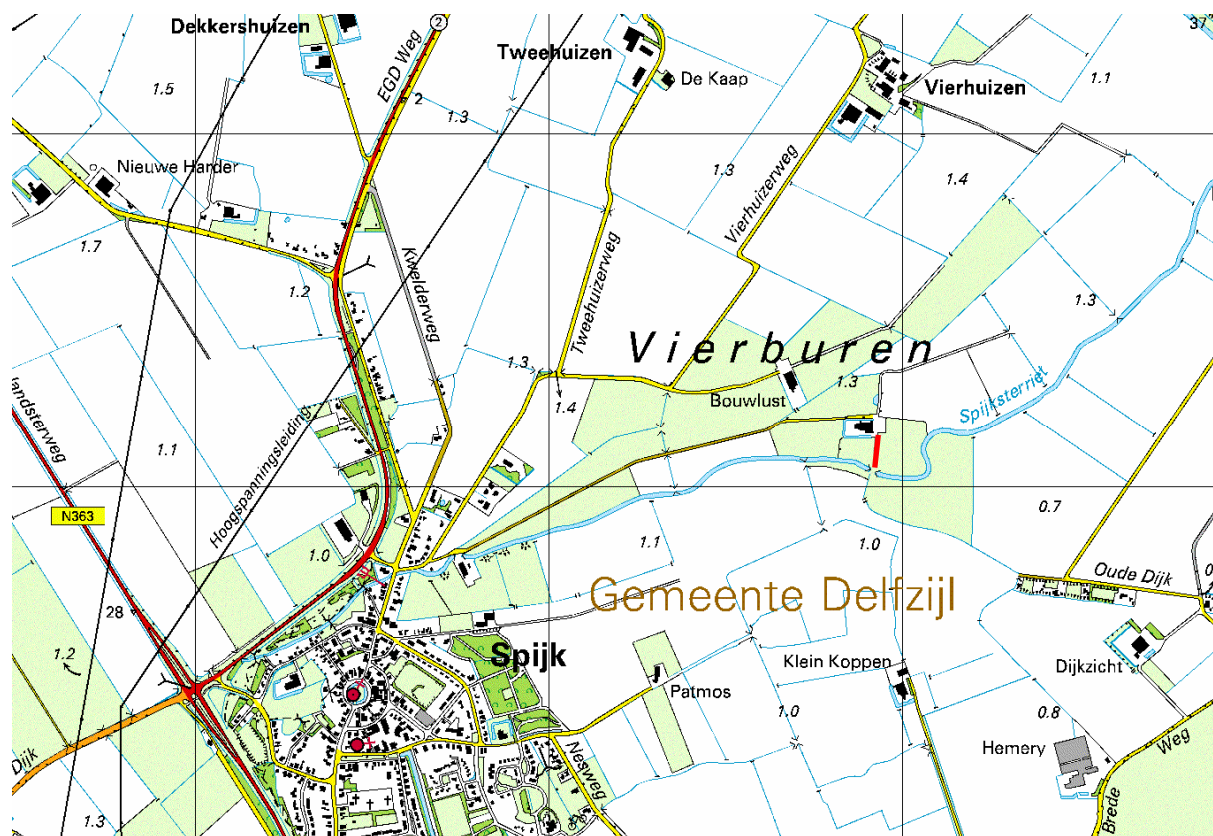 Dekkershuizen
EGD Weg
2
37
Tweehuizen
De Kaap
Vierhuizen
1.1
1.5
2
1.3
Nieuwe Harder
1.3
1.4
Vierhuizerweg
1.7
Kwelderweg
Tweehuizerweg
1.2
1.3
Vierburen
1.3
1.3
1.4
Bouwlust
Spijksterriet
1.1
Hoogspanningsleiding
N363
0.7
1.0
1.1
1.0
Oude Dijk
Gemeente Delfzijl
28
1.2
Spijk
Klein Koppen
Dijkzicht
Patmos
1.0
0.8
Hemery
Weg
Dijk
Nesweg
Brede
1.3